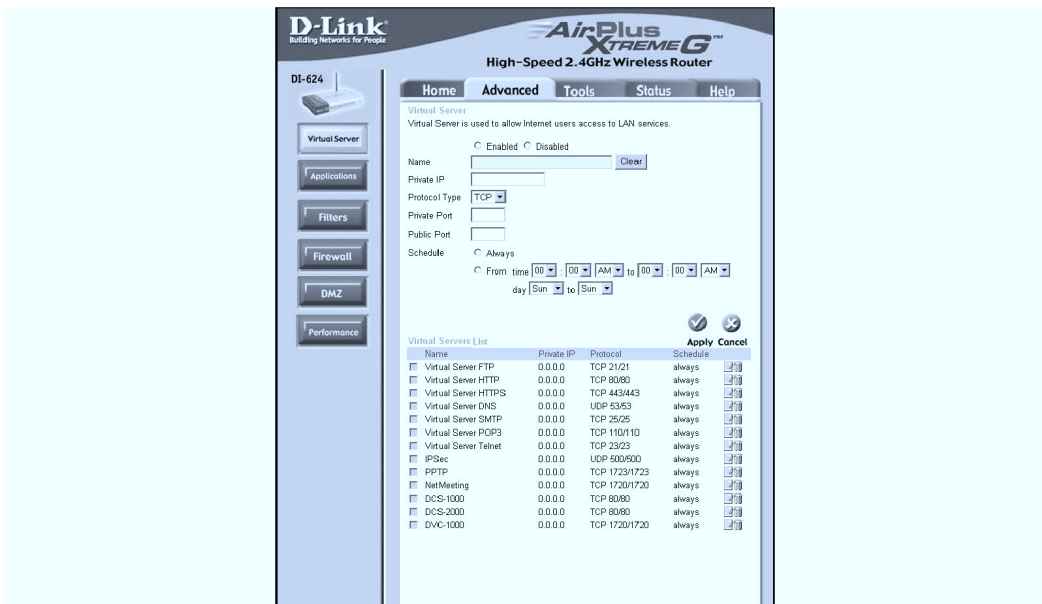 D-Link
Building Networks for People
AirPlus
XTREME G™
High-Speed 2.4GHz Wireless Router
DI-624
Home Advanced Tools Status Help
Virtual Server
Applications
Filters
Firewall
DMZ
Performance
Virtual Server
Virtual Server is used to allow Internet users access to LAN services.
Enabled Disabled
Name Clear
Private IP
Protocol Type TCP
Private Port
Public Port
Schedule Always
From time 00 : 00 AM to 00 : 00 AM
day Sun to Sun
Apply Cancel
Virtual Servers List
Name Private IP Protocol Schedule
Virtual Server FTP 0.0.0.0 TCP 21/21 always
Virtual Server HTTP 0.0.0.0 TCP 80/80 always
Virtual Server HTTPS 0.0.0.0 TCP 443/443 always
Virtual Server DNS 0.0.0.0 UDP 53/53 always
Virtual Server SMTP 0.0.0.0 TCP 25/25 always
Virtual Server POP3 0.0.0.0 TCP 110/110 always
Virtual Server Telnet 0.0.0.0 TCP 23/23 always
IPSec 0.0.0.0 UDP 500/500 always
PPTP 0.0.0.0 TCP 1723/1723 always
NetMeeting 0.0.0.0 TCP 1720/1720 always
DCS-1000 0.0.0.0 TCP 80/80 always
DCS-2000 0.0.0.0 TCP 80/80 always
DVC-1000 0.0.0.0 TCP 1720/1720 always